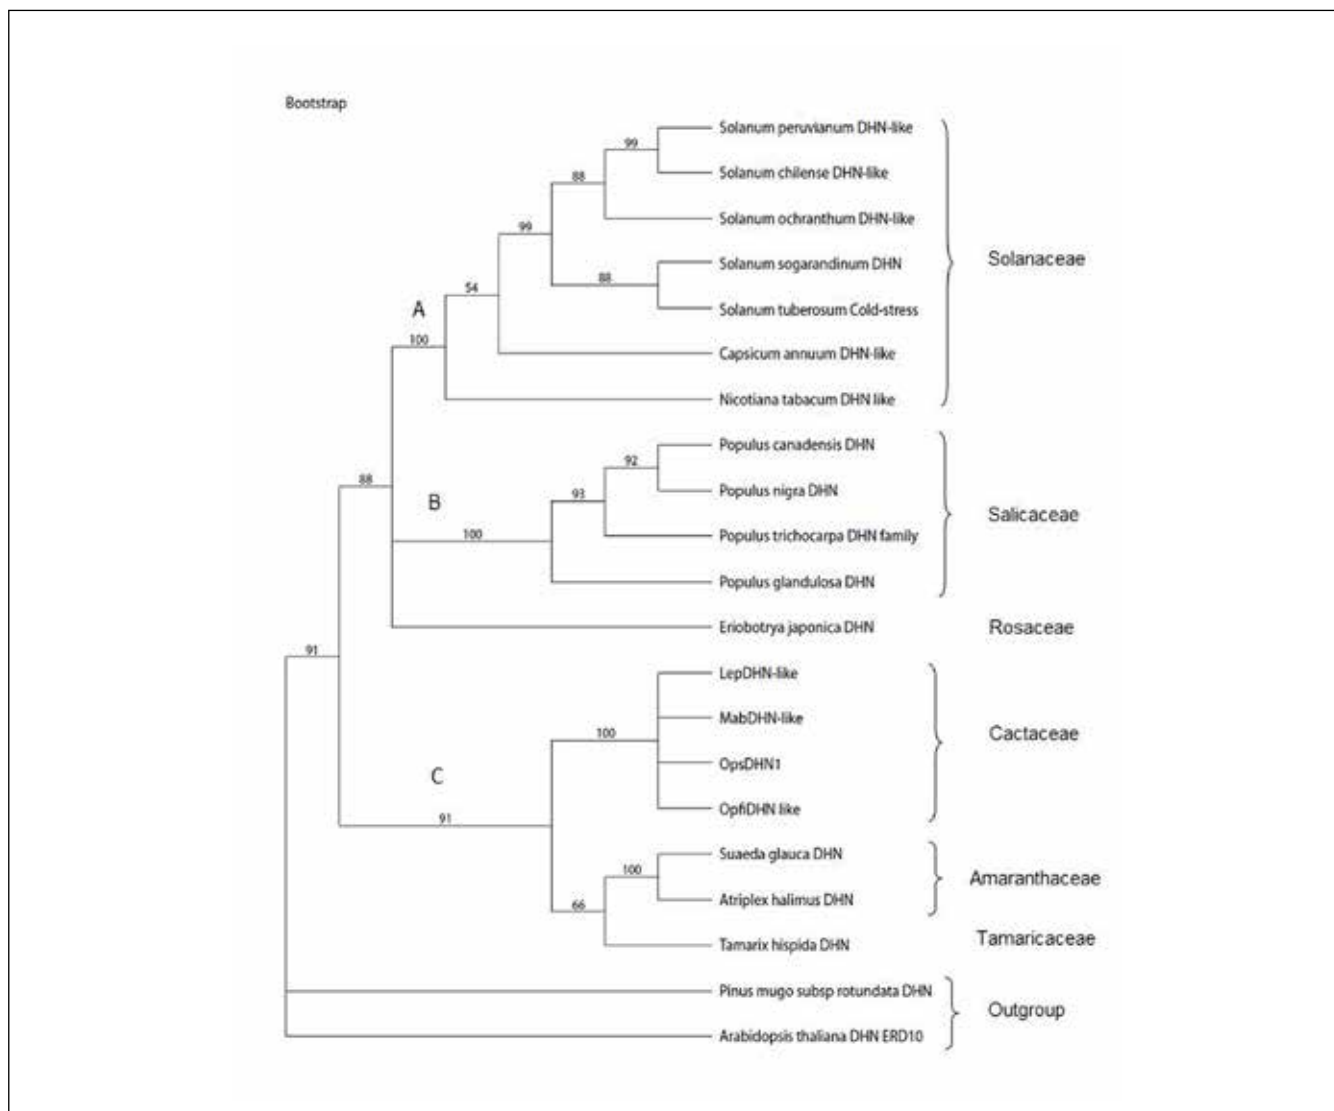 Bootstrap
Solanum peruvianum DHN-like
99
Solanum chilense DHN-like
88
Solanum ochranthum DHN-like
99
Solanaceae
Solanum sogarandinum DHN
88
54
Solanum tuberosum Cold-stress
A
100
Capsicum annuum DHN-like
Nicotiana tabacum DHN like
Populus canadensis DHN
92
88
Populus nigra DHN
93
B
Salicaceae
100
Populus trichocarpa DHN family
Populus glandulosa DHN
Eriobotrya japonica DHN
Rosaceae
91
LepDHN-like
MabDHN-like
100
Cactaceae
OpsDHN1
C
OpfiDHN like
91
Suaeda glauca DHN
100
Amaranthaceae
Atriplex halimus DHN
66
Tamarix hispida DHN
Tamaricaceae
Pinus mugo subsp rotundata DHN
Outgroup
Arabidopsis thaliana DHN ERD10